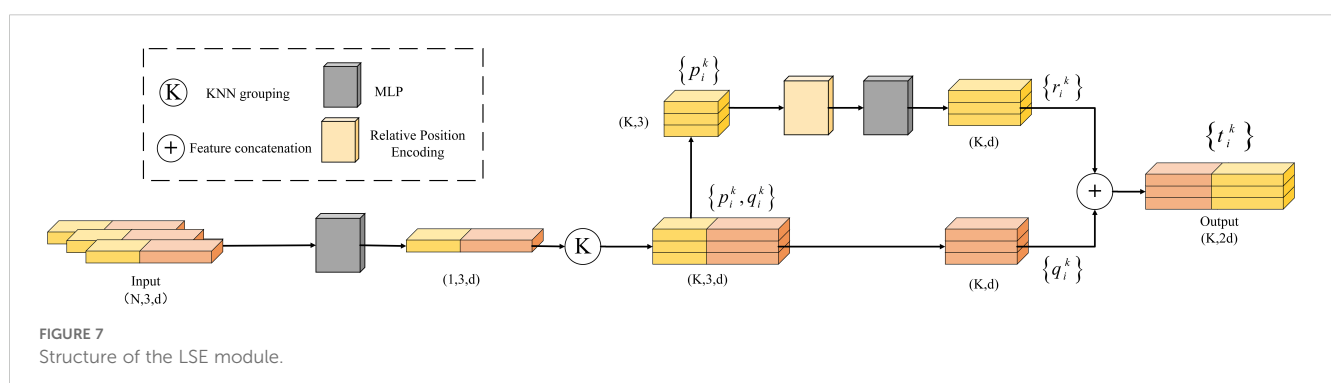 K
KNN grouping
MLP
+
Feature concatenation
Relative Position
Encoding
{p_i^k}
(K,3)
{r_i^k}
(K,d)
{t_i^k}
{p_i^k, q_i^k}
+
Output
(K,2d)
K
Input
(N,3,d)
(1,3,d)
(K,3,d)
(K,d)
{q_i^k}
FIGURE 7
Structure of the LSE module.